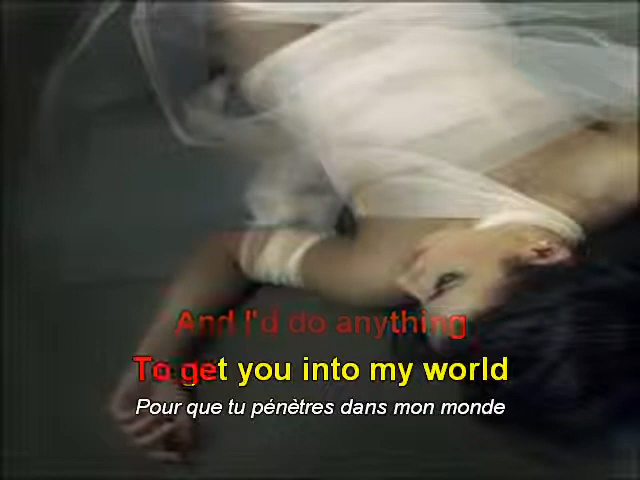 And I'd do anything
To get you into my world
Pour que tu pénètres dans mon monde